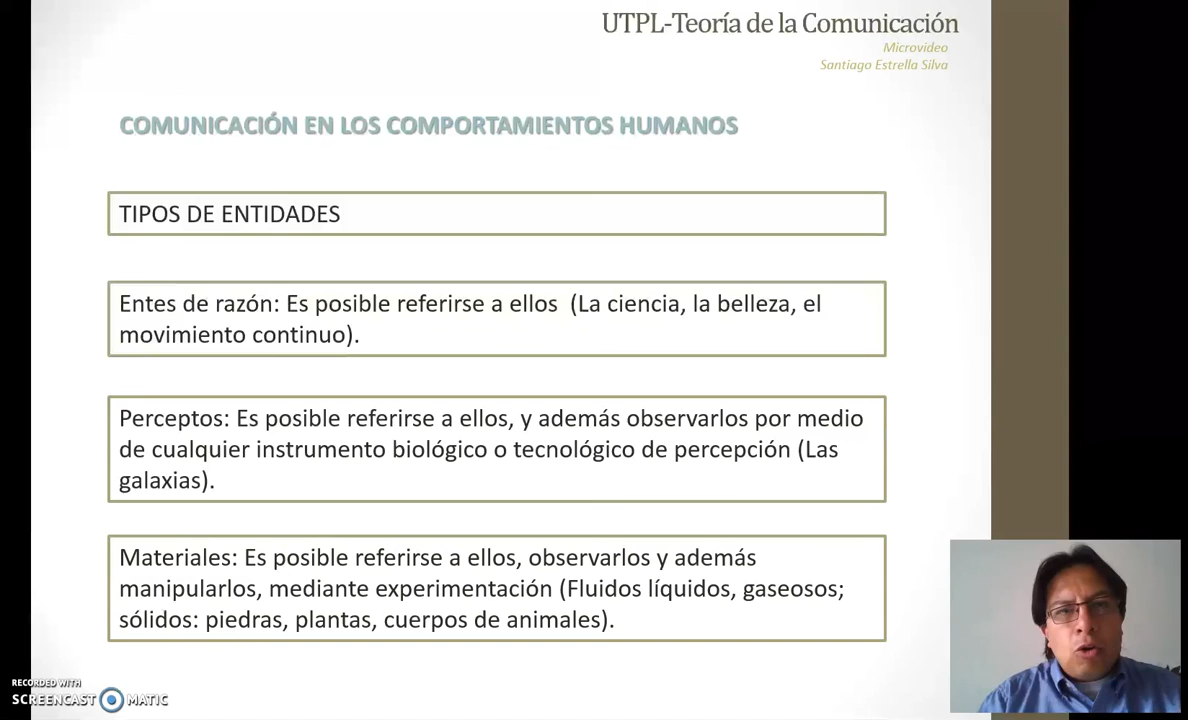 UTPL-Teoría de la Comunicación
Microvideo
Santiago Estrella Silva
COMUNICACIÓN EN LOS COMPORTAMIENTOS HUMANOS
TIPOS DE ENTIDADES
Entes de razón: Es posible referirse a ellos (La ciencia, la belleza, el
movimiento continuo).
Perceptos: Es posible referirse a ellos, y además observarlos por medio
de cualquier instrumento biológico o tecnológico de percepción (Las
galaxias).
Materiales: Es posible referirse a ellos, observarlos y además
manipularlos, mediante experimentación (Fluidos líquidos, gaseosos;
sólidos: piedras, plantas, cuerpos de animales).
RECORDED WITH
SCREENCAST MATIC